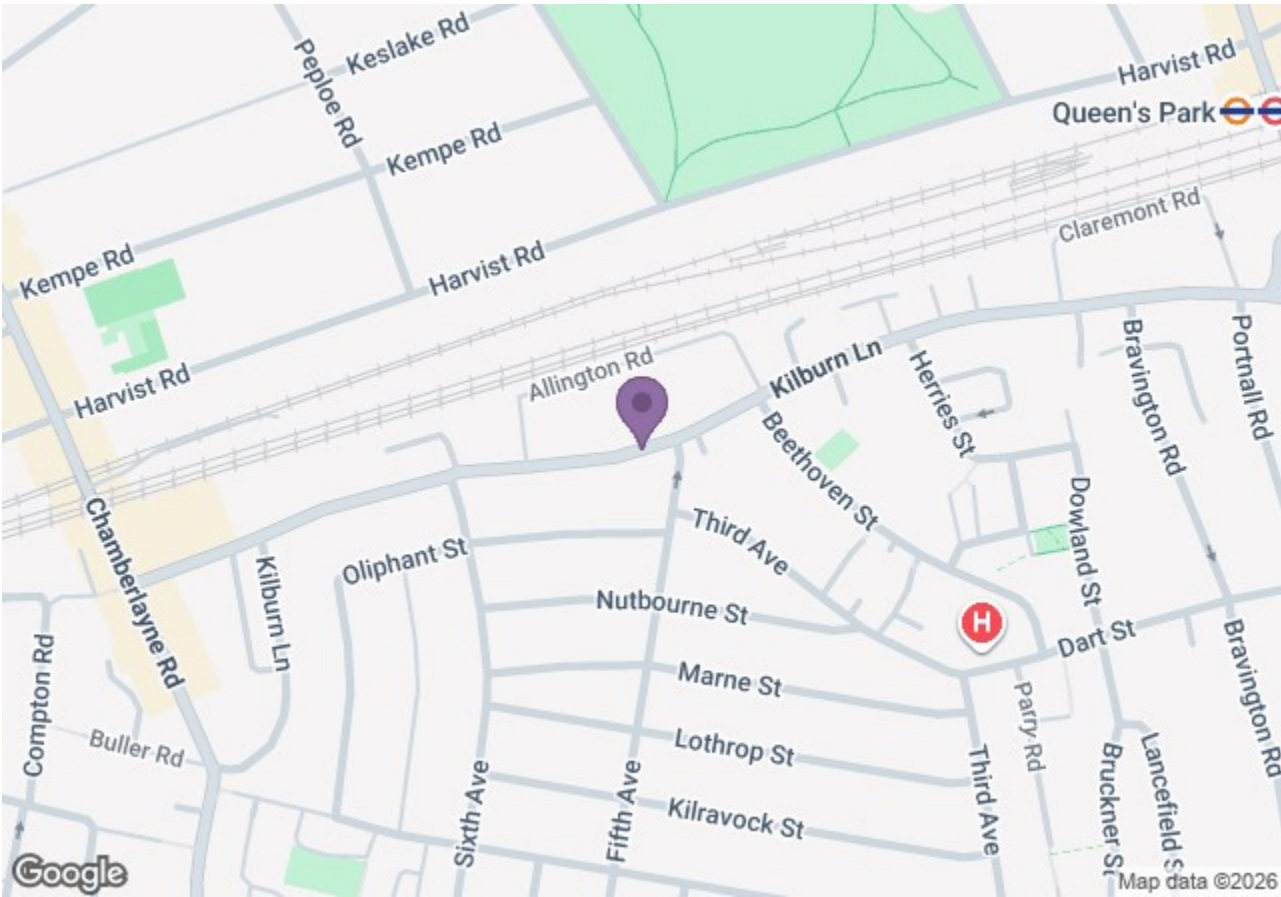 Keslake Rd
Peploe Rd
Harvist Rd
Queen's Park
Kempe Rd
Claremont Rd
Kempe Rd
Harvist Rd
Allington Rd
Kilburn Ln
Harvist Rd
Herries St
Bravington Rd
Portnall Rd
Beethoven St
Chamberlayne Rd
Third Ave
Dowland St
Oliphant St
Kilburn Ln
Nutbourne St
H
Dart St
Compton Rd
Marne St
Parry Rd
Bravington Rd
Buller Rd
Lothrop St
Third Ave
Bruckner St
Lancefield S
Sixth Ave
Fifth Ave
Kilravock St
Google
Map data ©2026